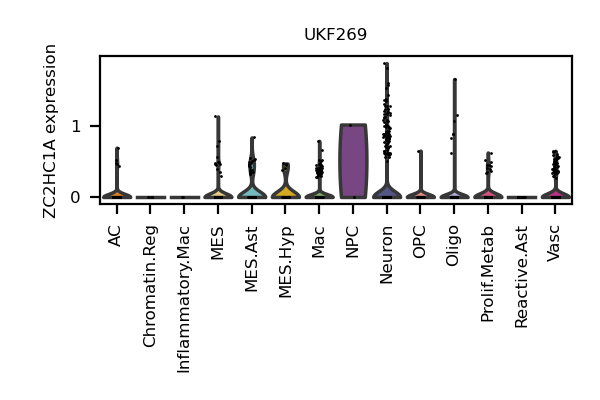 UKF269
ZC2HC1A expression
1
0
AC
Chromatin.Reg
Inflammatory.Mac
MES
MES.Ast
MES.Hyp
Mac
NPC
Neuron
OPC
Oligo
Prolif.Metab
Reactive.Ast
Vasc